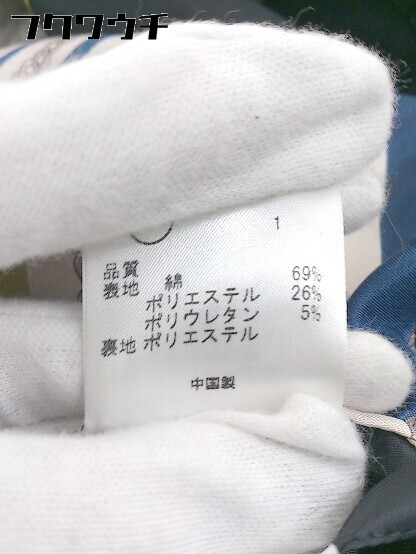 フクワウチ
1
品質
表地 綿 69%
ポリエステル 26%
ポリウレタン 5%
裏地 ポリエステル
中国製